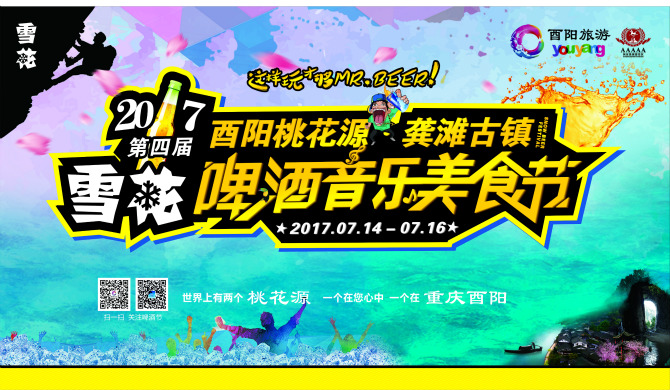 雪花
酉阳旅游
youyang
AAAAA
这样玩才够MR.BEER!
2017
第四届
雪花
酉阳桃花源 龚滩古镇
啤酒音乐美食节
★2017.07.14－07.16★
世界上有两个 桃花源 一个在您心中 一个在 重庆酉阳
扫一扫 关注啤酒节